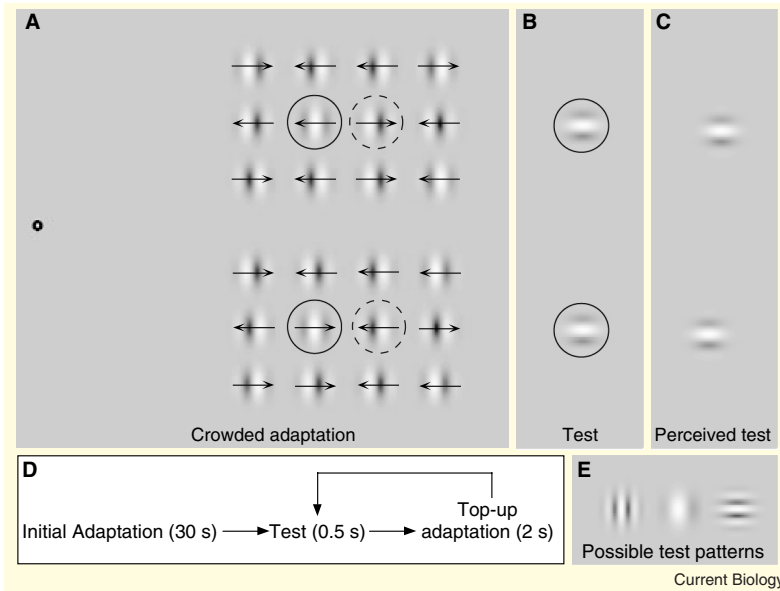 A
B
C
Crowded adaptation
Test
Perceived test
D
Initial Adaptation (30 s)
Test (0.5 s)
Top-up
adaptation (2 s)
E
Possible test patterns
Current Biology